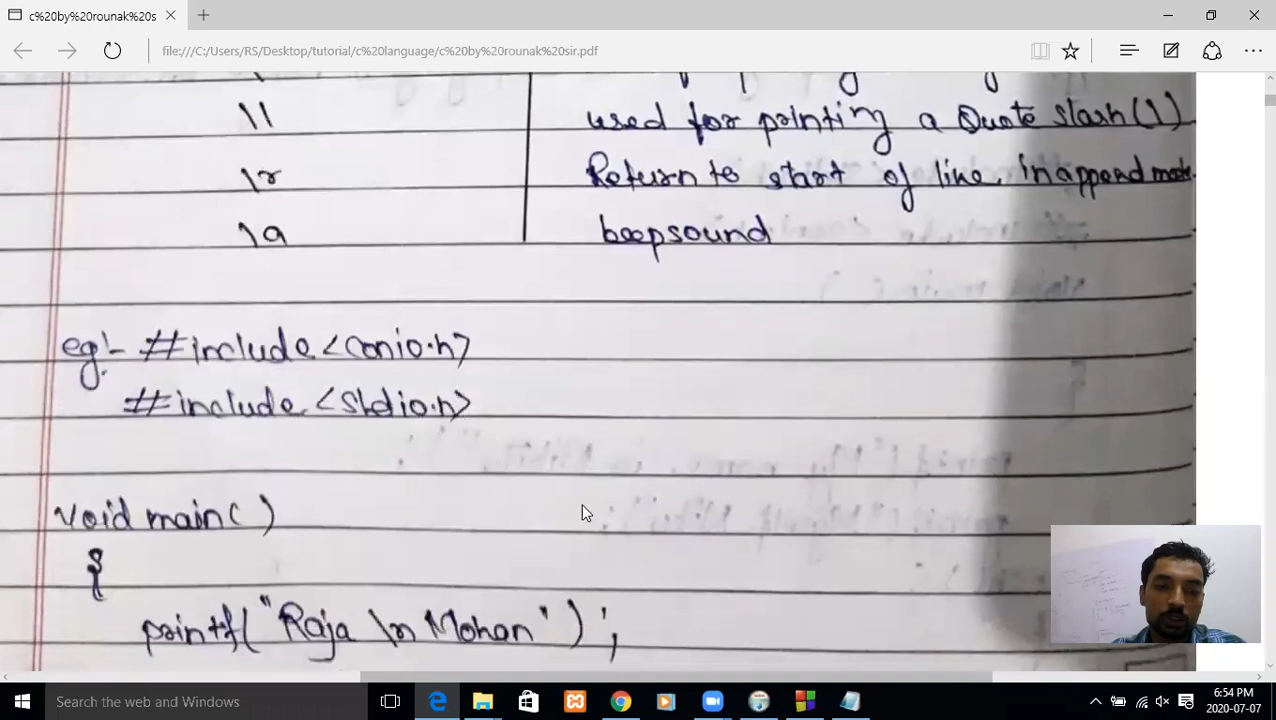 c%20by%20rounak%20s
file:///C:/Users/RS/Desktop/tutorial/c%20language/c%20by%20rounak%20sir.pdf
\\ used for printing a Quote slash (\)
\r Return to start of line, in append mode.
\a beepsound
eg:- #include <conio.h>
#include <stdio.h>
void main( )
{
printf("Raja \n Mohan");
Search the web and Windows
6:54 PM
2020-07-07